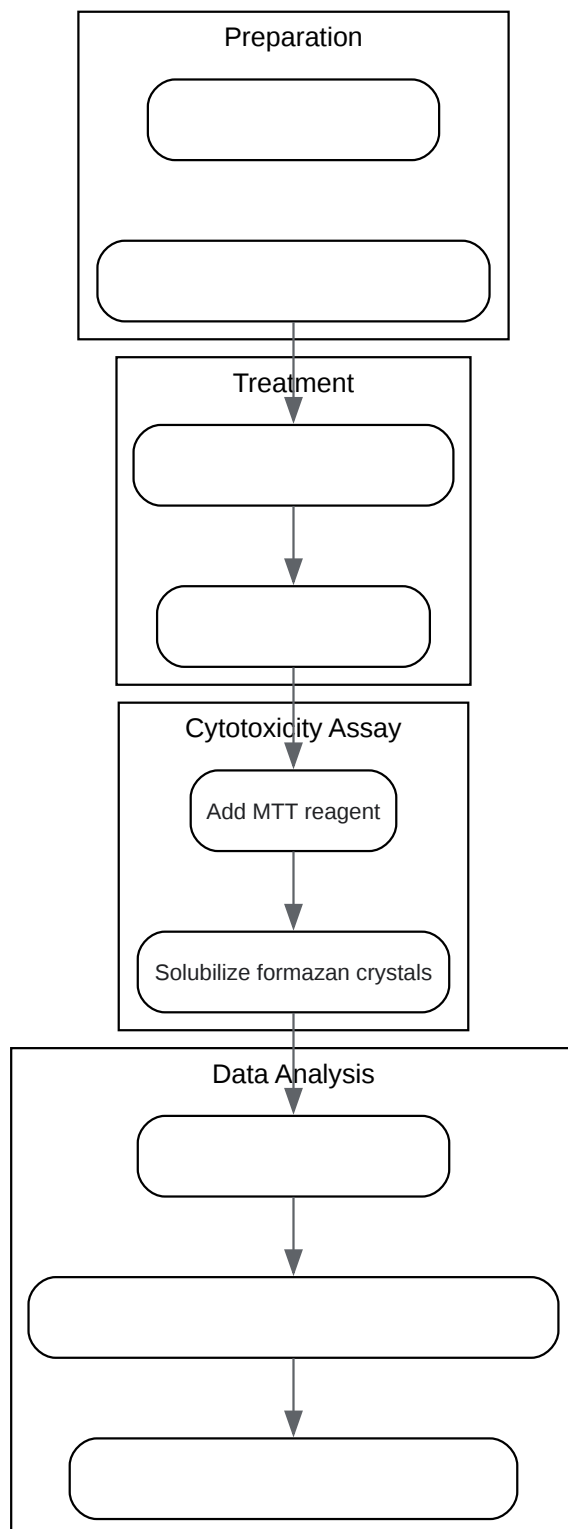 Preparation
Treatment
Cytotoxicity Assay
Add MTT reagent
Solubilize formazan crystals
Data Analysis